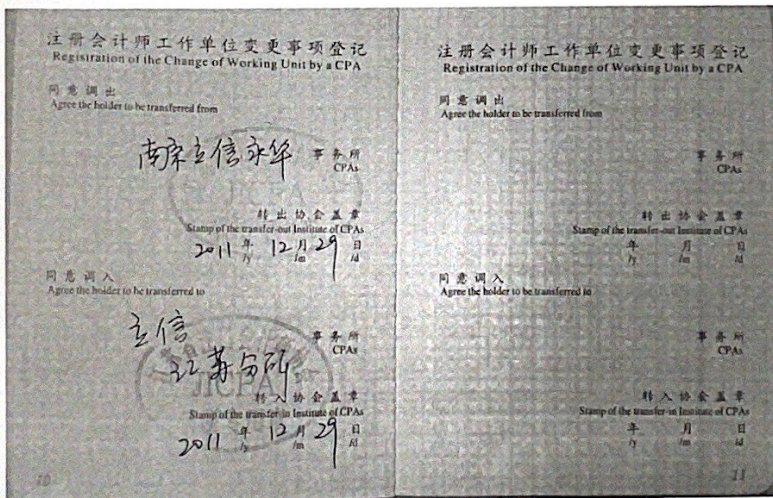 注册会计师工作单位变更事项登记
Registration of the Change of Working Unit by a CPA
同意调出
Agree the holder to be transferred from
南京立信永华 事务所
CPAs
JICPA
转出协会盖章
Stamp of the transfer-out Institute of CPAs
2011 年 12 月 29 日
/y /m /d
同意调入
Agree the holder to be transferred to
立信 事务所
江苏分所 CPAs
JICPA
转入协会盖章
Stamp of the transfer-in Institute of CPAs
2011 年 12 月 29 日
/y /m /d
10
注册会计师工作单位变更事项登记
Registration of the Change of Working Unit by a CPA
同意调出
Agree the holder to be transferred from
事务所
CPAs
转出协会盖章
Stamp of the transfer-out Institute of CPAs
年 月 日
/y /m /d
同意调入
Agree the holder to be transferred to
事务所
CPAs
转入协会盖章
Stamp of the transfer-in Institute of CPAs
年 月 日
/y /m /d
11